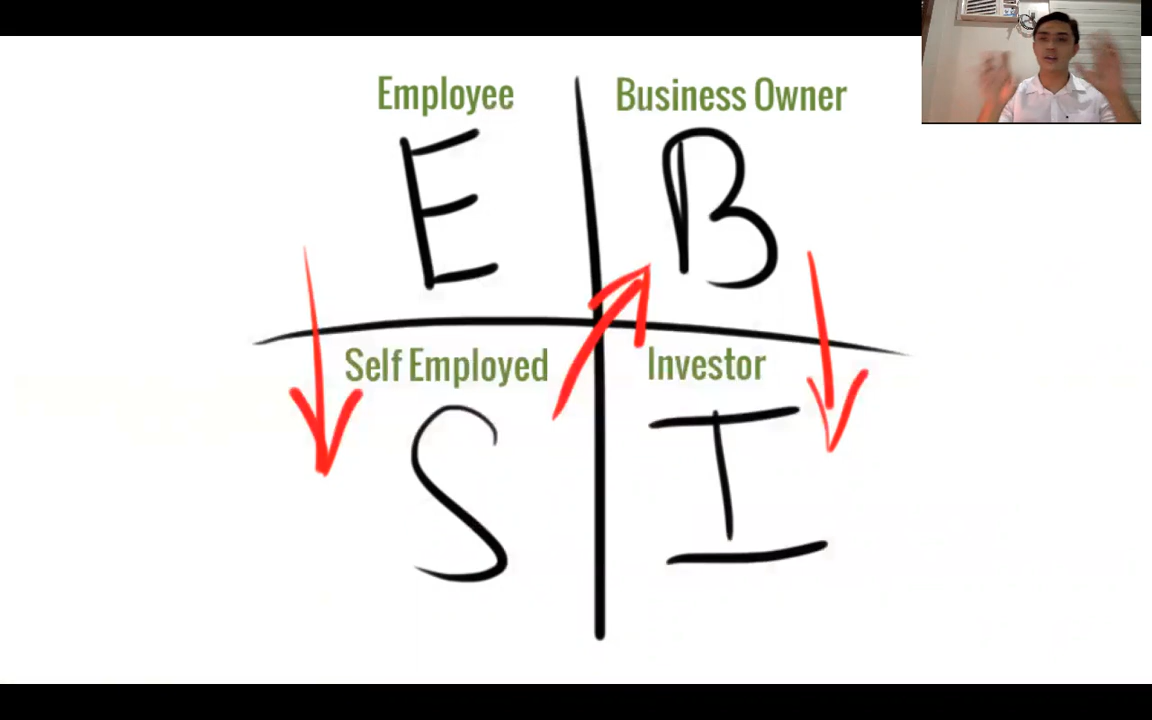 Employee
E
Business Owner
B
Self Employed
S
Investor
I